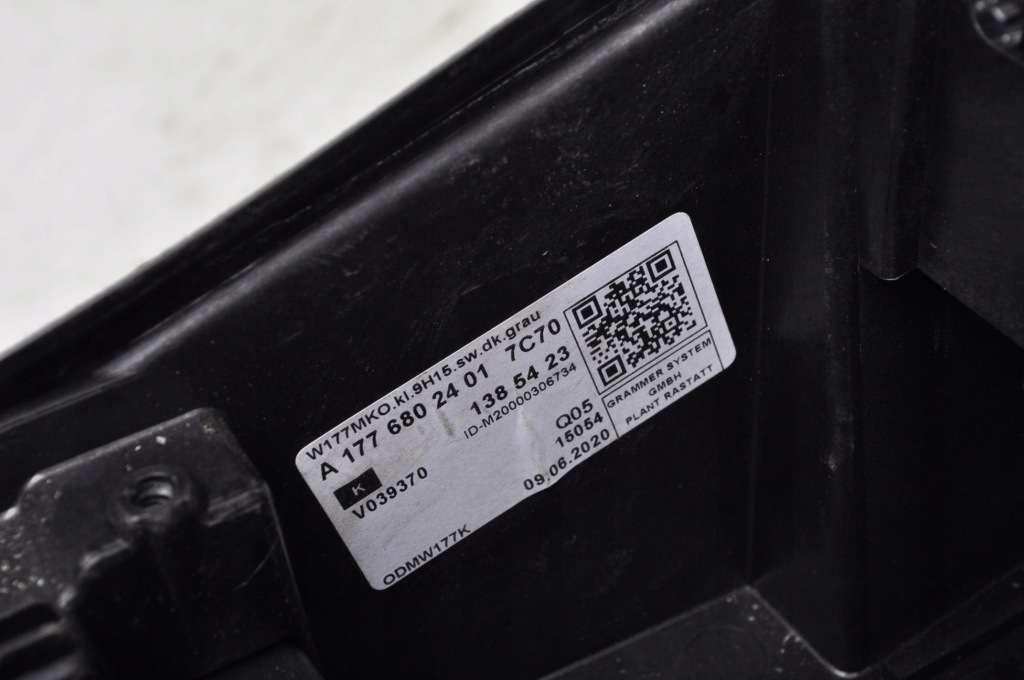 W177MKO.kl.9H15.sw.dk.grau
A 177 680 24 01 7C70
138 54 23
ID-M20000306734
K
V039370
Q05
15054
09.06.2020
ODMW177K
GRAMMER SYSTEM
GMBH
PLANT RASTATT